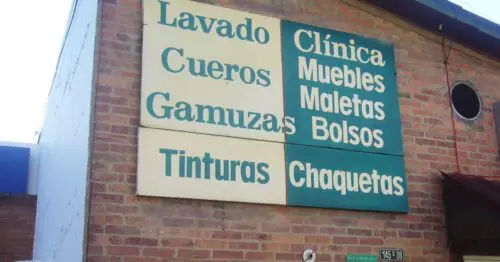 Lavado
Cueros
Gamuzas
Tinturas
Clínica
Muebles
Maletas
Bolsos
Chaquetas